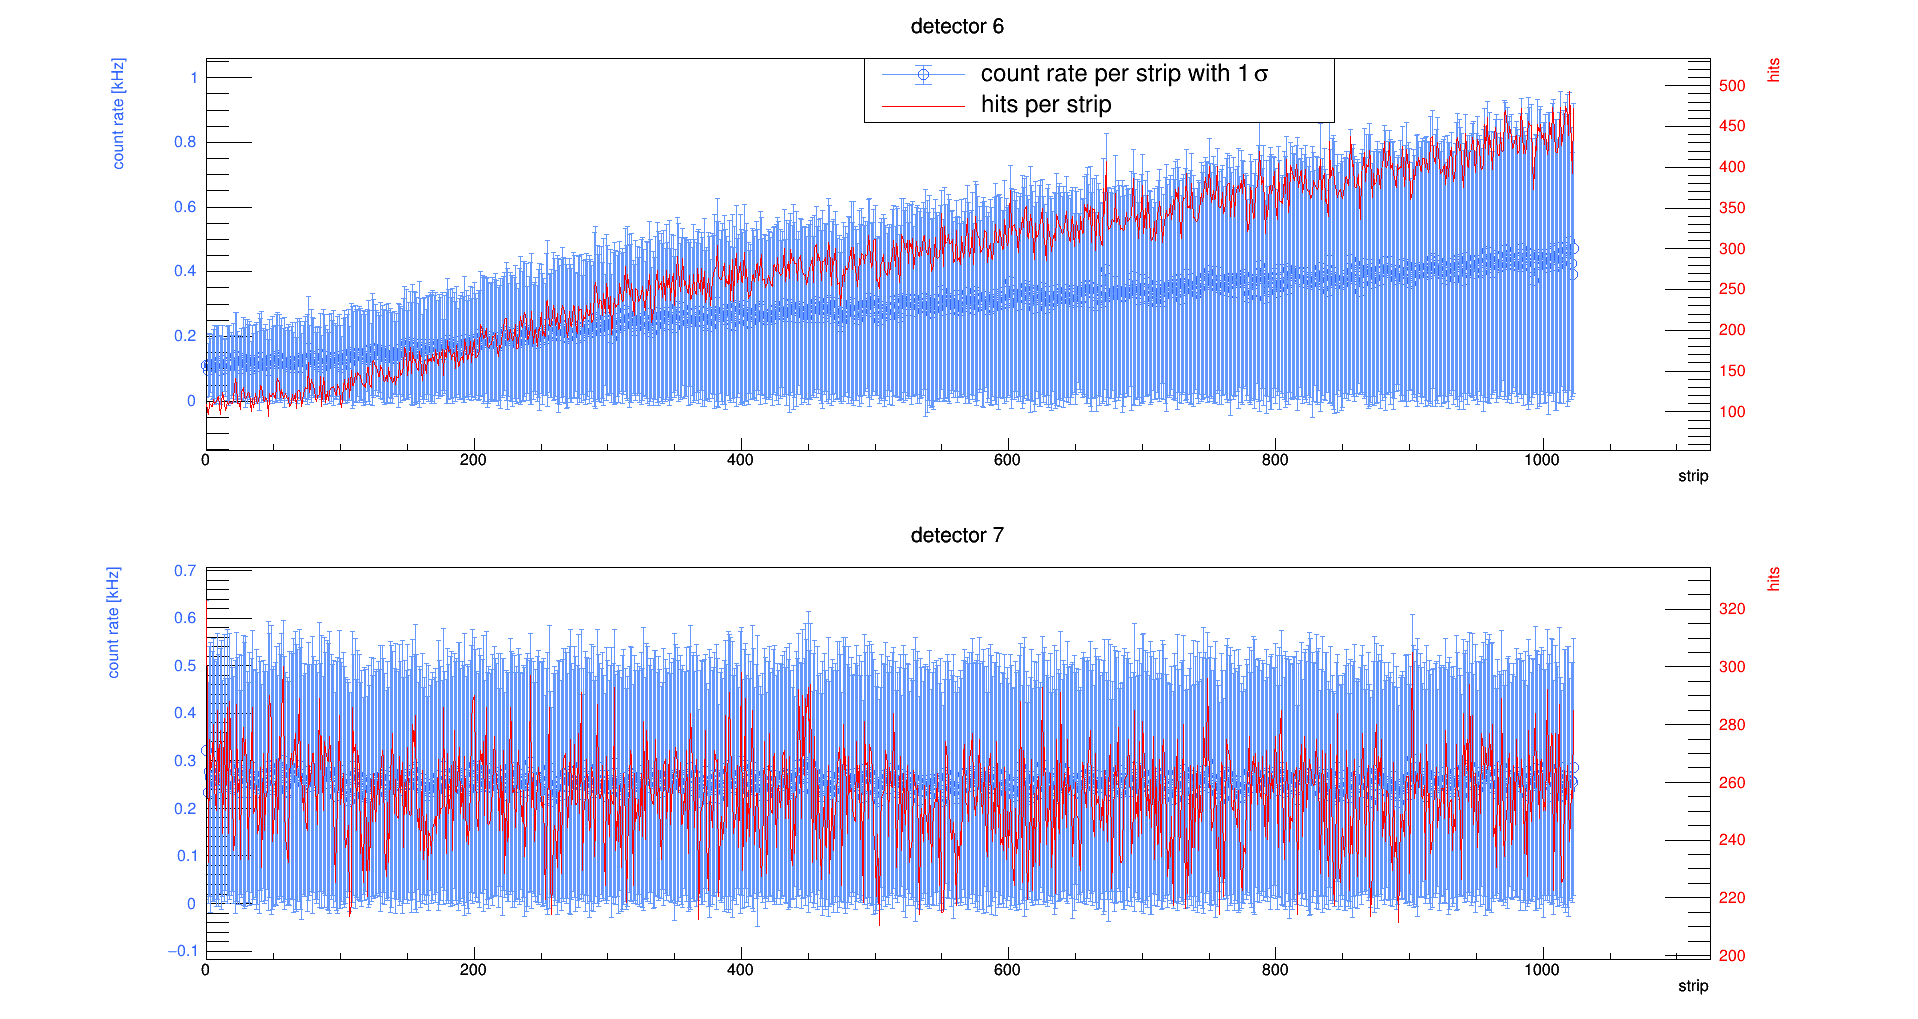 detector 6
count rate [kHz]
hits
count rate per strip with 1 σ
hits per strip
1
0.8
0.6
0.4
0.2
0
500
450
400
350
300
250
200
150
100
0 200 400 600 800 1000
strip
detector 7
count rate [kHz]
hits
0.7
0.6
0.5
0.4
0.3
0.2
0.1
0
−0.1
320
300
280
260
240
220
200
0 200 400 600 800 1000
strip